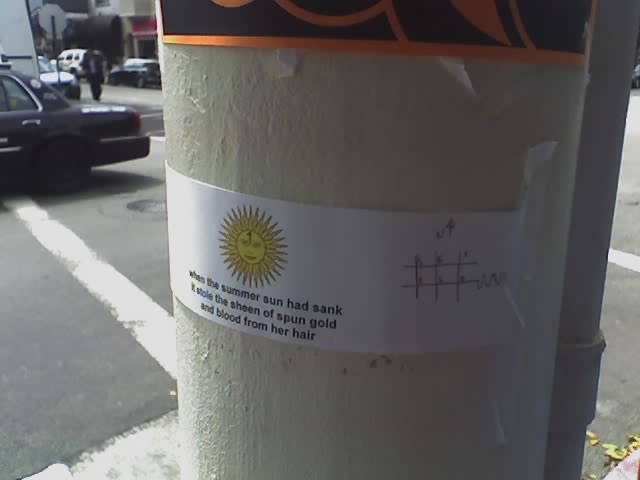 when the summer sun had sank
it stole the sheen of spun gold
and blood from her hair